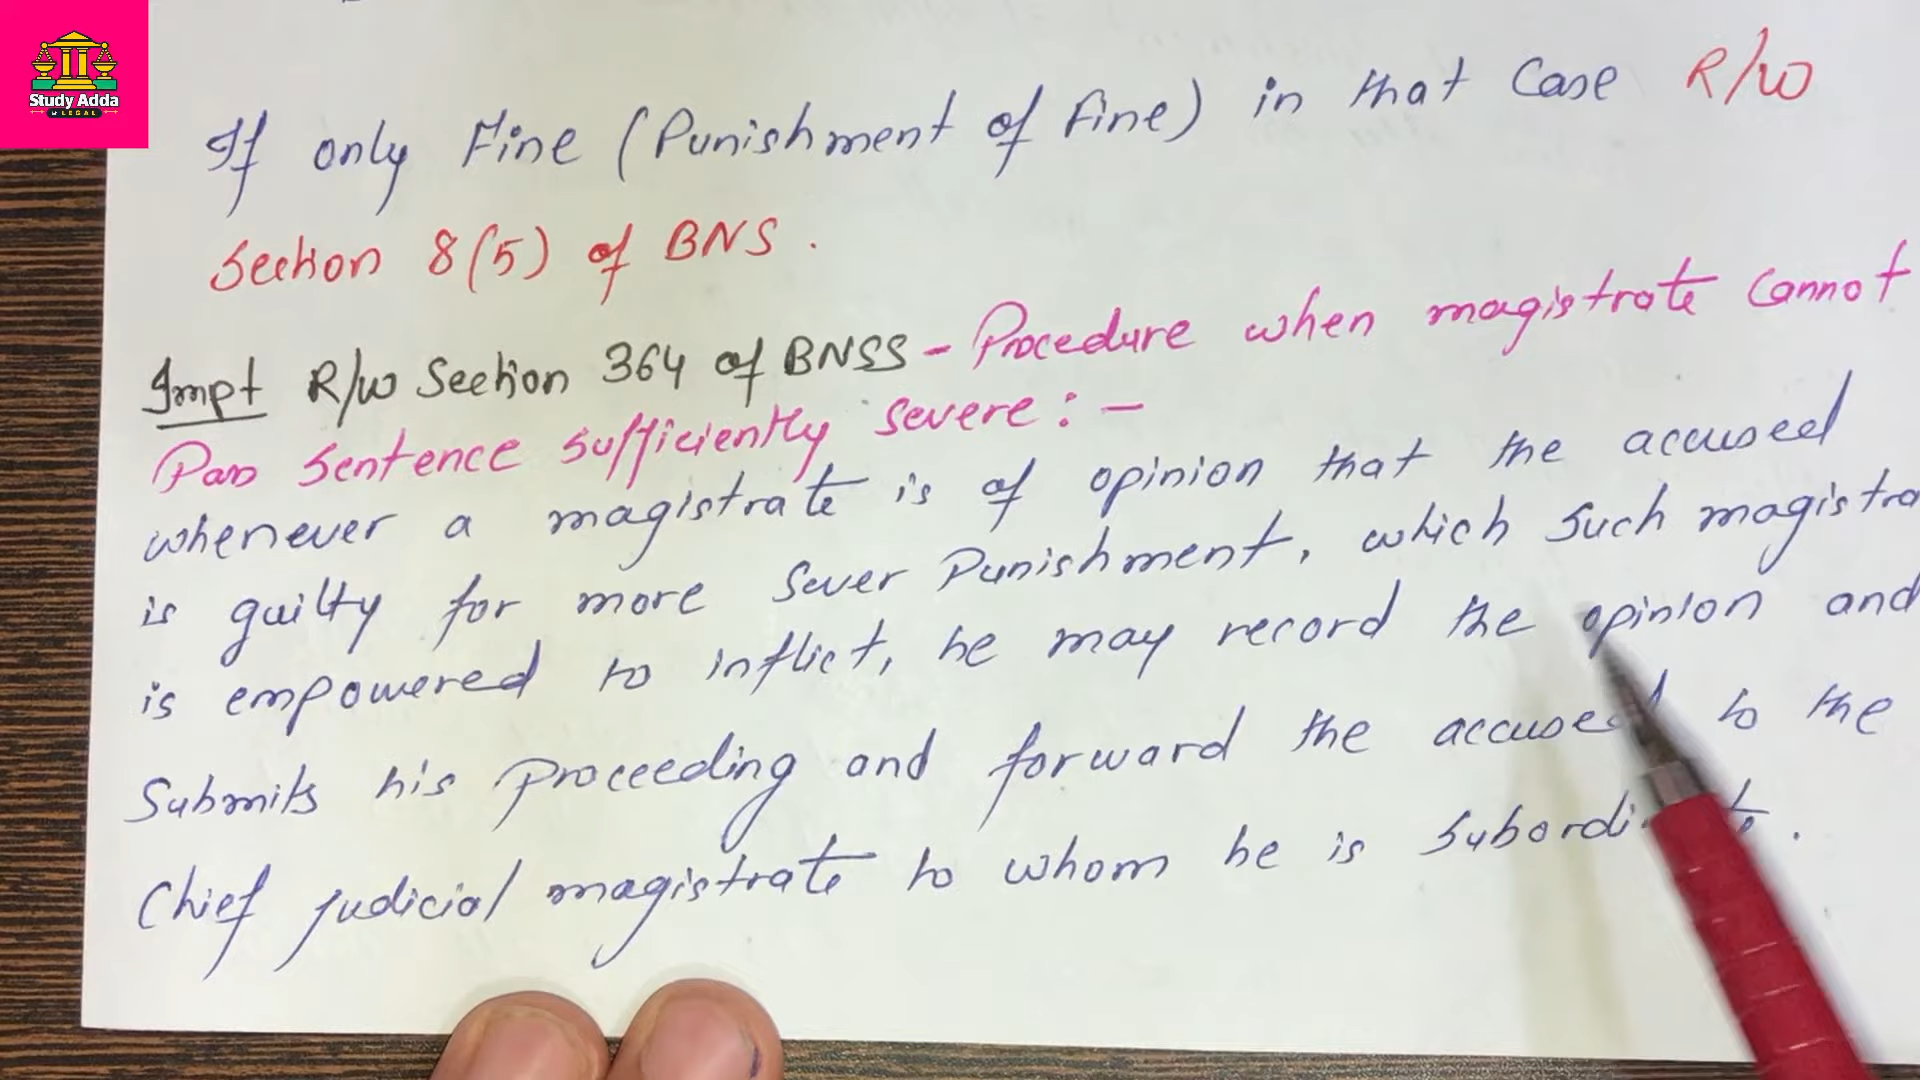 Study Adda
LEGAL
If only Fine (Punishment of Fine) in that Case R/W
Section 8(5) of BNS.
Impt R/W Section 364 of BNSS - Procedure when magistrate Cannot
Pass Sentence Sufficiently Severe: -
whenever a magistrate is of opinion that the accused
is guilty for more Sever Punishment, which Such magistra
is empowered to inflict, he may record the opinion and
Submits his Proceeding and forward the accused to the
Chief Judicial magistrate to whom he is Subordinate.